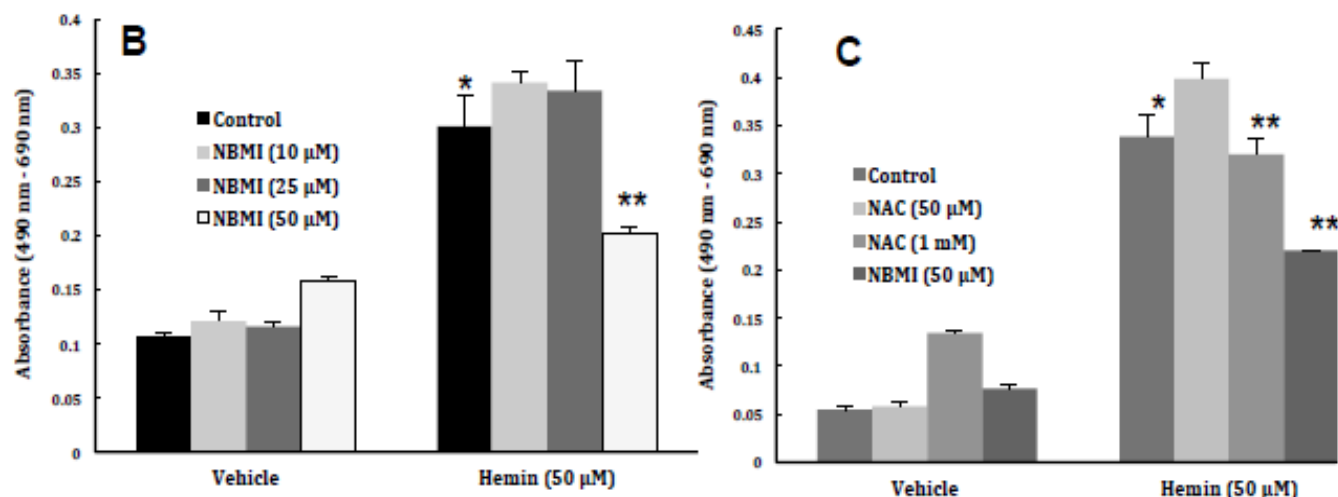 B
Absorbance (490 nm - 690 nm)
0.4
0.35
0.3
0.25
0.2
0.15
0.1
0.05
0
Control
NBMI (10 µM)
NBMI (25 µM)
NBMI (50 µM)
*
**
Vehicle
Hemin (50 µM)
C
Absorbance (490 nm - 690 nm)
0.45
0.4
0.35
0.3
0.25
0.2
0.15
0.1
0.05
0
Control
NAC (50 µM)
NAC (1 mM)
NBMI (50 µM)
*
**
**
Vehicle
Hemin (50 µM)